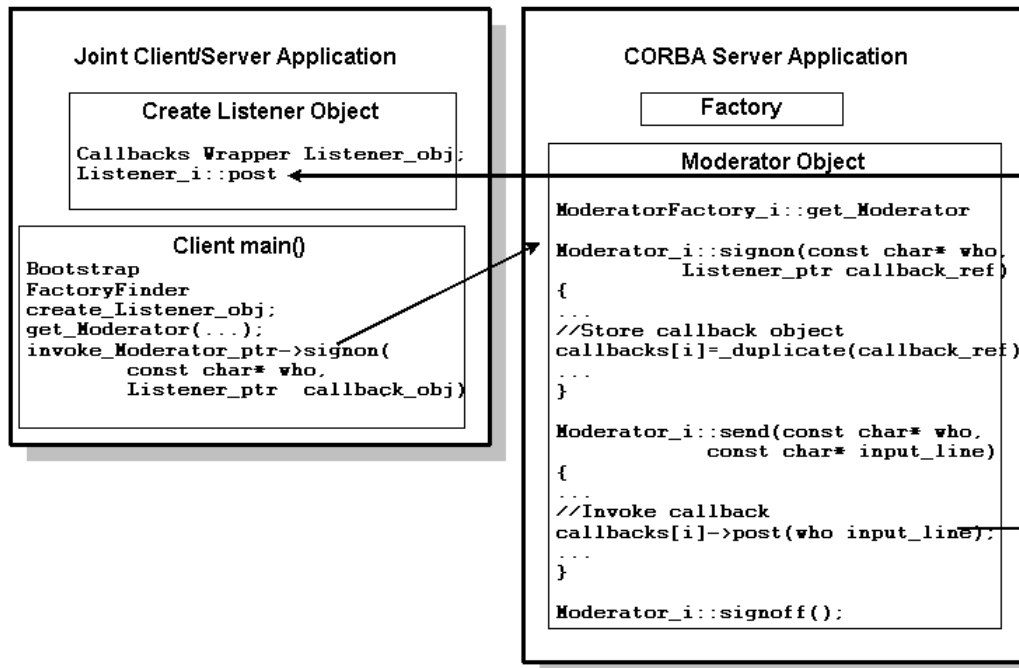 Joint Client/Server Application
Create Listener Object
Callbacks Wrapper Listener_obj;
Listener_i::post
Client main()
Bootstrap
FactoryFinder
create_Listener_obj;
get_Moderator(...);
invoke_Moderator_ptr->signon(
const char* who,
Listener_ptr callback_obj)
CORBA Server Application
Factory
Moderator Object
ModeratorFactory_i::get_Moderator
Moderator_i::signon(const char* who,
Listener_ptr callback_ref)
{
...
//Store callback object
callbacks[i]=_duplicate(callback_ref)
...
}
Moderator_i::send(const char* who,
const char* input_line)
{
...
//Invoke callback
callbacks[i]->post(who input_line);
...
}
Moderator_i::signoff();